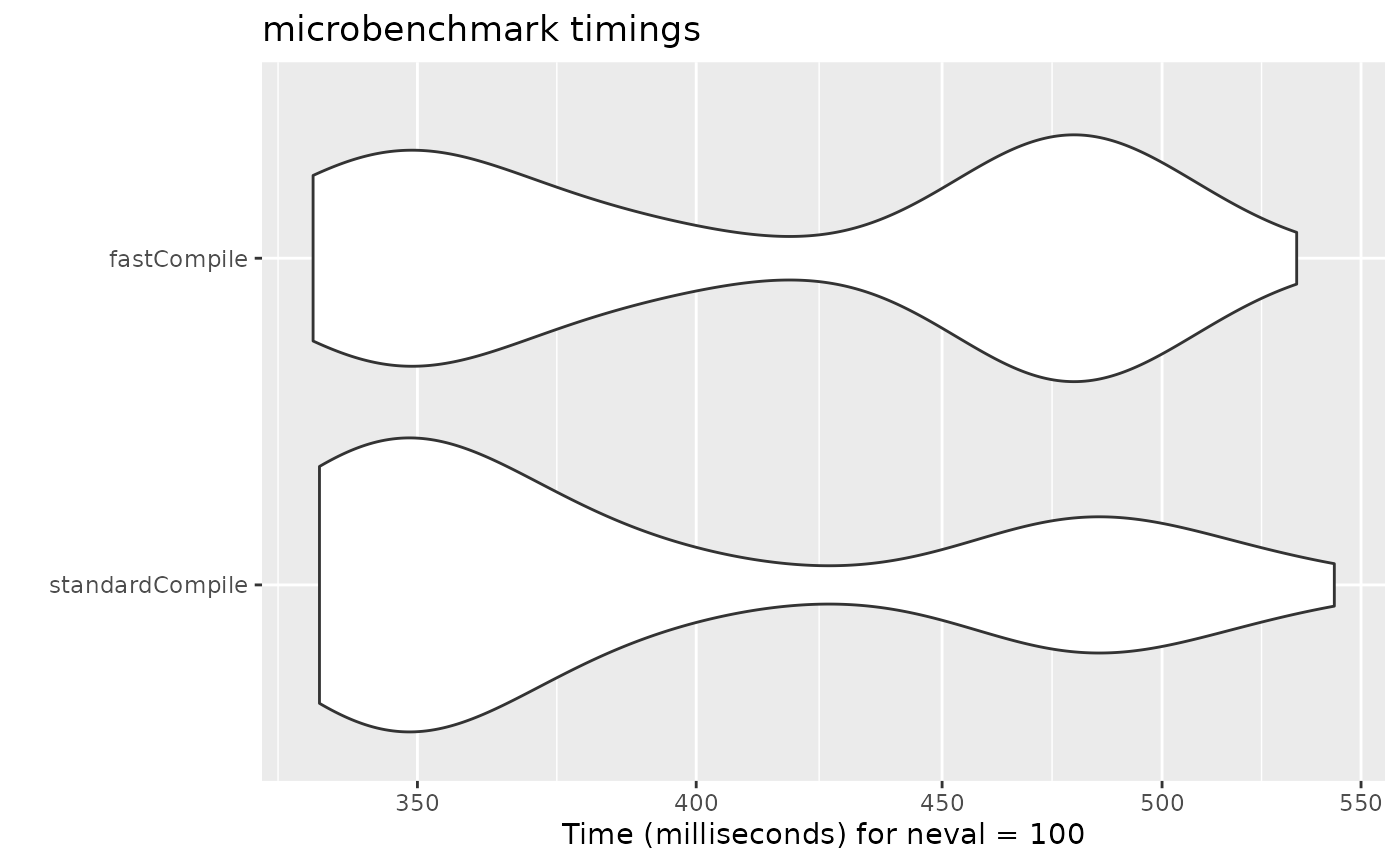 microbenchmark timings
fastCompile
standardCompile
350 400 450 500 550
Time (milliseconds) for neval = 100